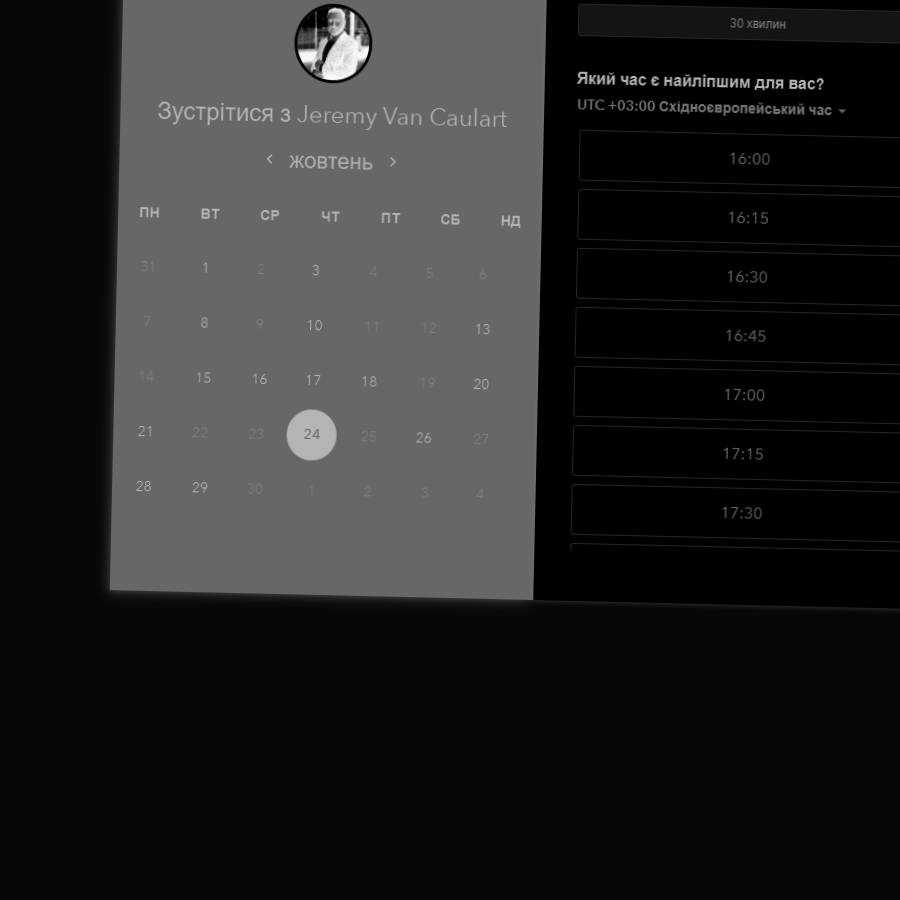 Зустрітися з Jeremy Van Caulart
жовтень
ПН ВТ СР ЧТ ПТ СБ НД
31 1 2 3 4 5 6
7 8 9 10 11 12 13
14 15 16 17 18 19 20
21 22 23 24 25 26 27
28 29 30 1 2 3 4
30 хвилин
Який час є найліпшим для вас?
UTC +03:00 Східноєвропейський час
16:00
16:15
16:30
16:45
17:00
17:15
17:30